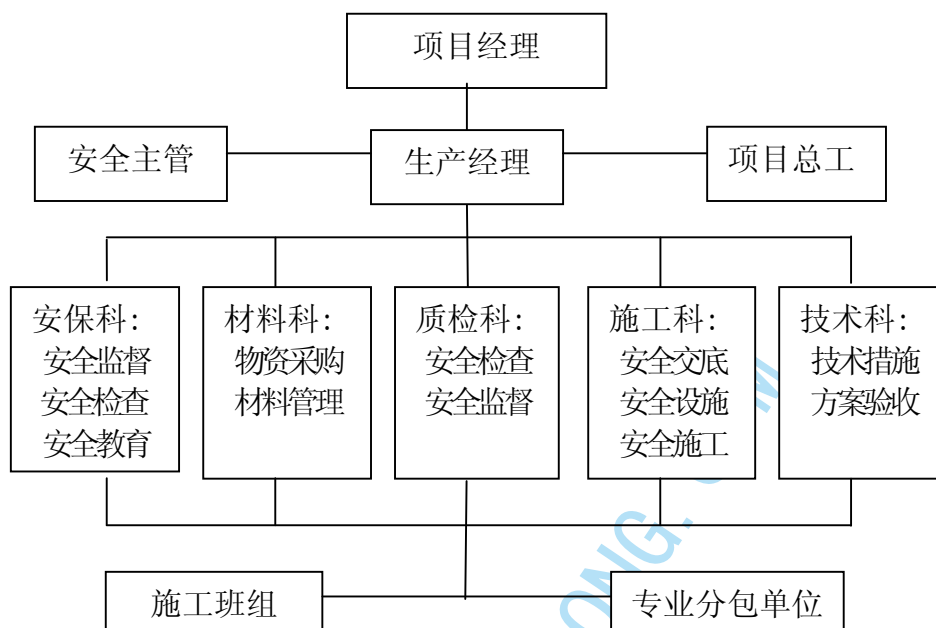 项目经理
安全主管
生产经理
项目总工
安保科:
安全监督
安全检查
安全教育
材料科:
物资采购
材料管理
质检科:
安全检查
安全监督
施工科:
安全交底
安全设施
安全施工
技术科:
技术措施
方案验收
施工班组
专业分包单位